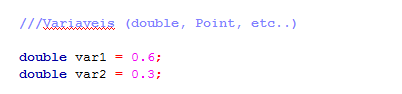 ///Variaveis (double, Point, etc..)
double var1 = 0.6;
double var2 = 0.3;